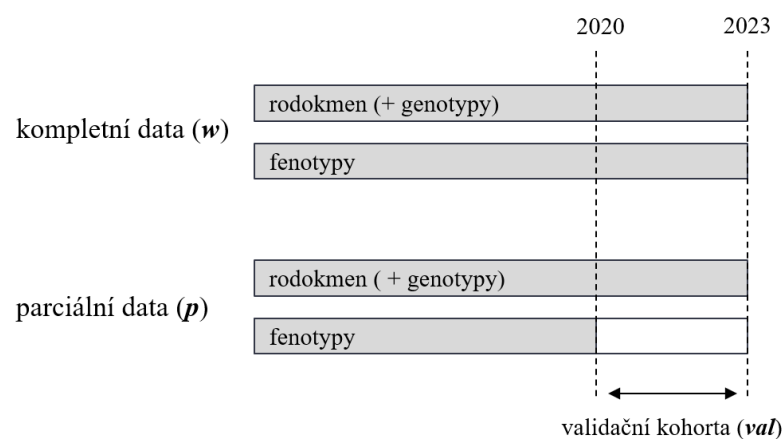 2020 2023
rodokmen (+ genotypy)
kompletní data (w)
fenotypy
rodokmen ( + genotypy)
parciální data (p)
fenotypy
validační kohorta (val)